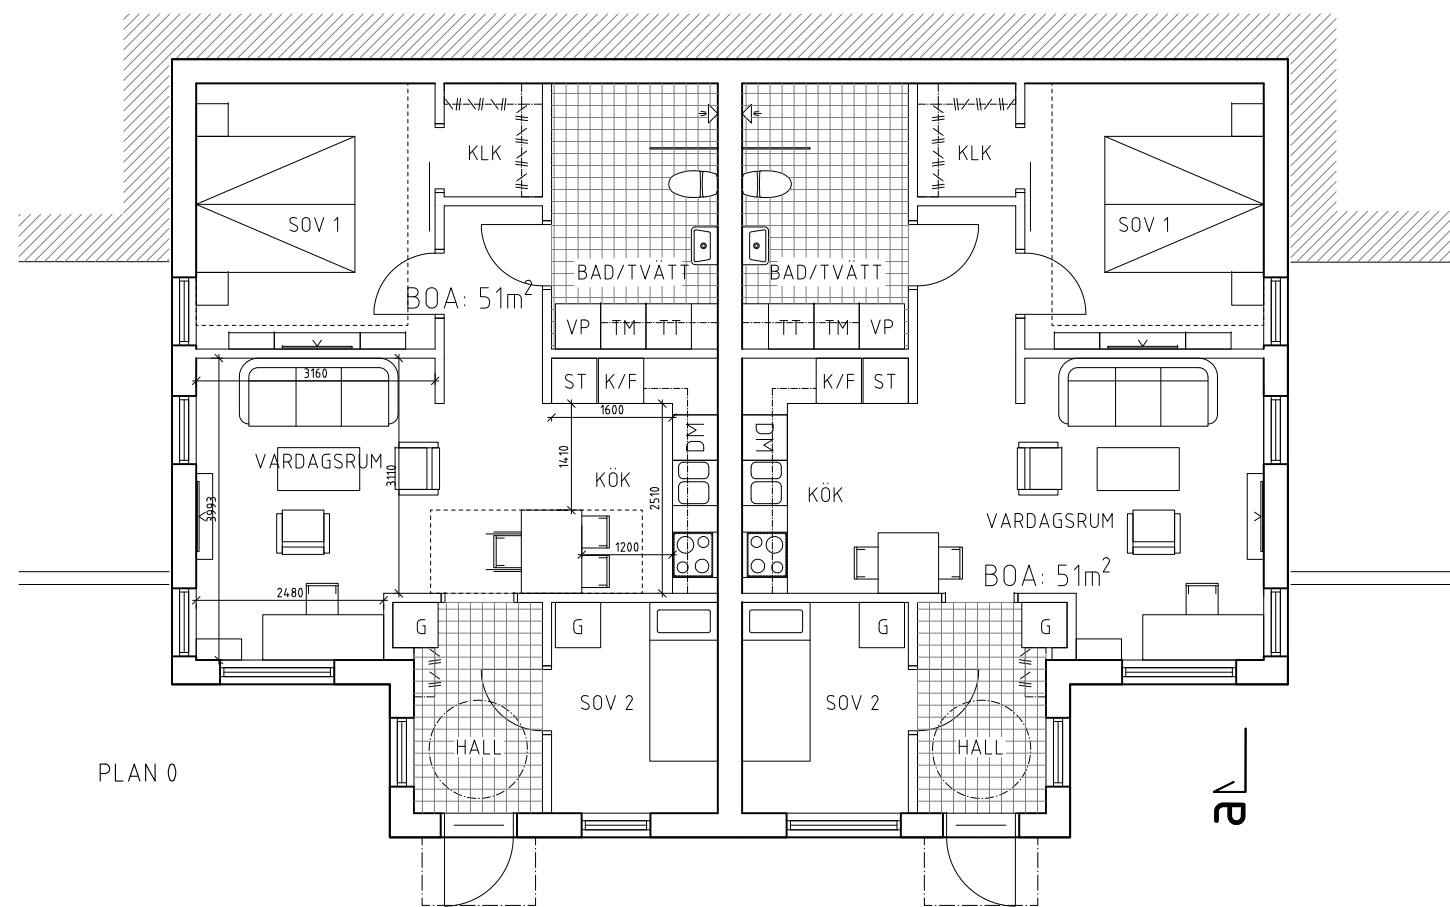 KLK
KLK
SOV 1
SOV 1
BAD/TVÄTT
BAD/TVÄTT
BOA: 51m²
VP
TM
TT
TT
TM
VP
3160
ST
K/F
K/F
ST
1600
DM
DM
VARDAGSRUM
1410
3110
KÖK
KÖK
2510
3993
VARDAGSRUM
1200
BOA: 51m²
2480
G
G
G
G
SOV 2
SOV 2
HALL
HALL
PLAN 0
a